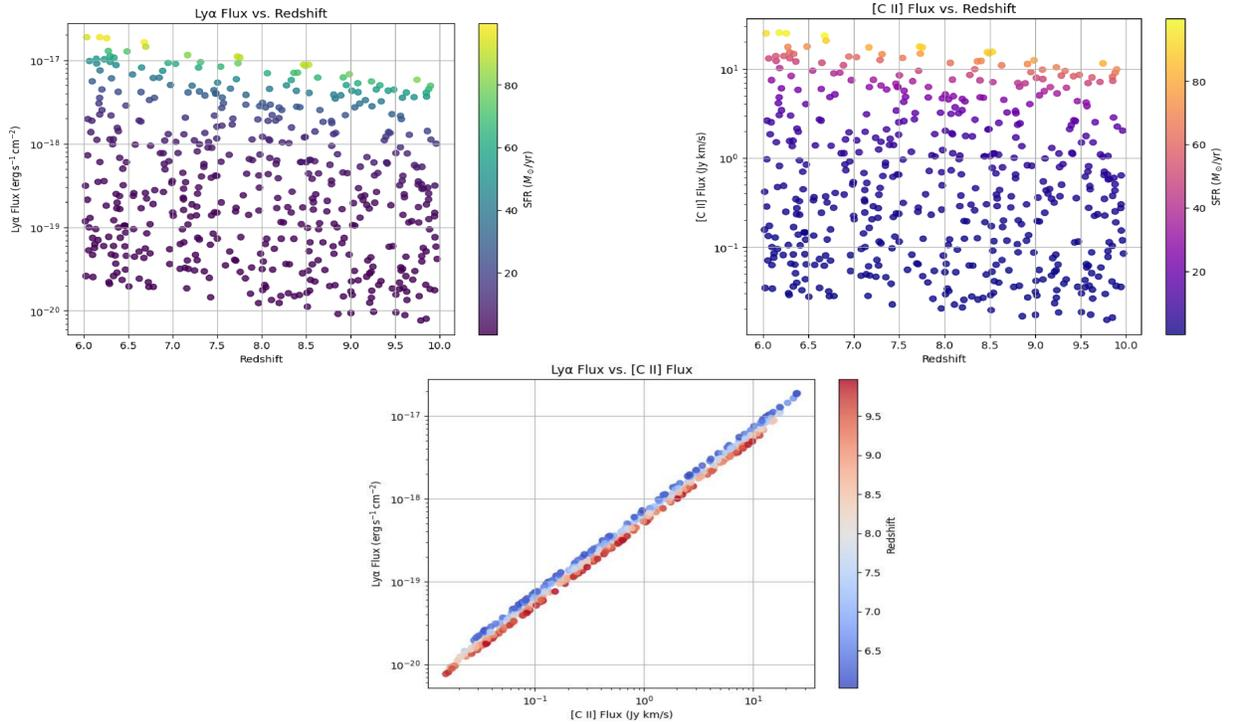 Lyα Flux vs. Redshift
Lyα Flux (erg s⁻¹ cm⁻²)
10⁻¹⁷
10⁻¹⁸
10⁻¹⁹
10⁻²⁰
6.0 6.5 7.0 7.5 8.0 8.5 9.0 9.5 10.0
Redshift
80
60
40
20
SFR (M☉/yr)
[C II] Flux vs. Redshift
[C II] Flux (Jy km/s)
10¹
10⁰
10⁻¹
6.0 6.5 7.0 7.5 8.0 8.5 9.0 9.5 10.0
Redshift
80
60
40
20
SFR (M☉/yr)
Lyα Flux vs. [C II] Flux
Lyα Flux (erg s⁻¹ cm⁻²)
10⁻¹⁷
10⁻¹⁸
10⁻¹⁹
10⁻²⁰
10⁻¹ 10⁰ 10¹
[C II] Flux (Jy km/s)
9.5
9.0
8.5
8.0
7.5
7.0
6.5
Redshift